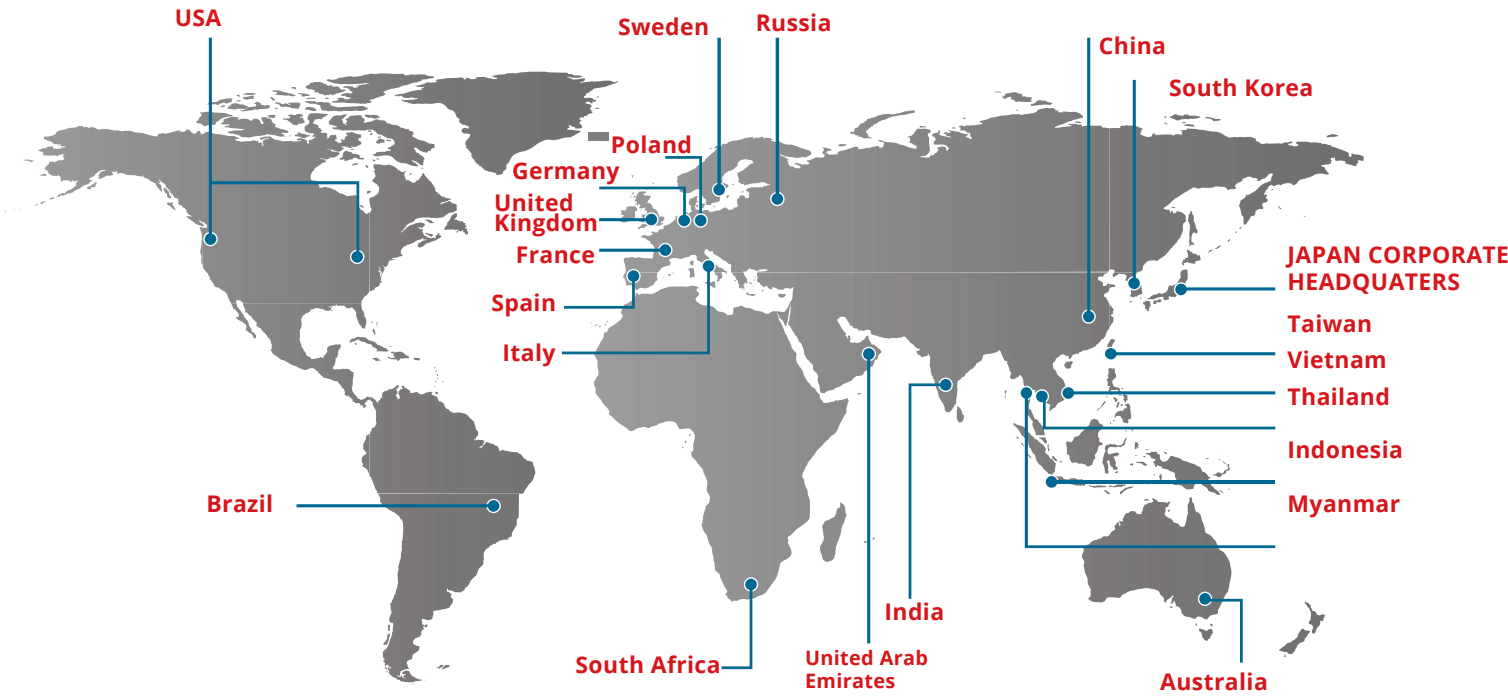 USA
Sweden
Russia
China
South Korea
Poland
Germany
United
Kingdom
France
Spain
Italy
JAPAN CORPORATE
HEADQUATERS
Taiwan
Vietnam
Thailand
Indonesia
Myanmar
Brazil
India
South Africa
United Arab
Emirates
Australia